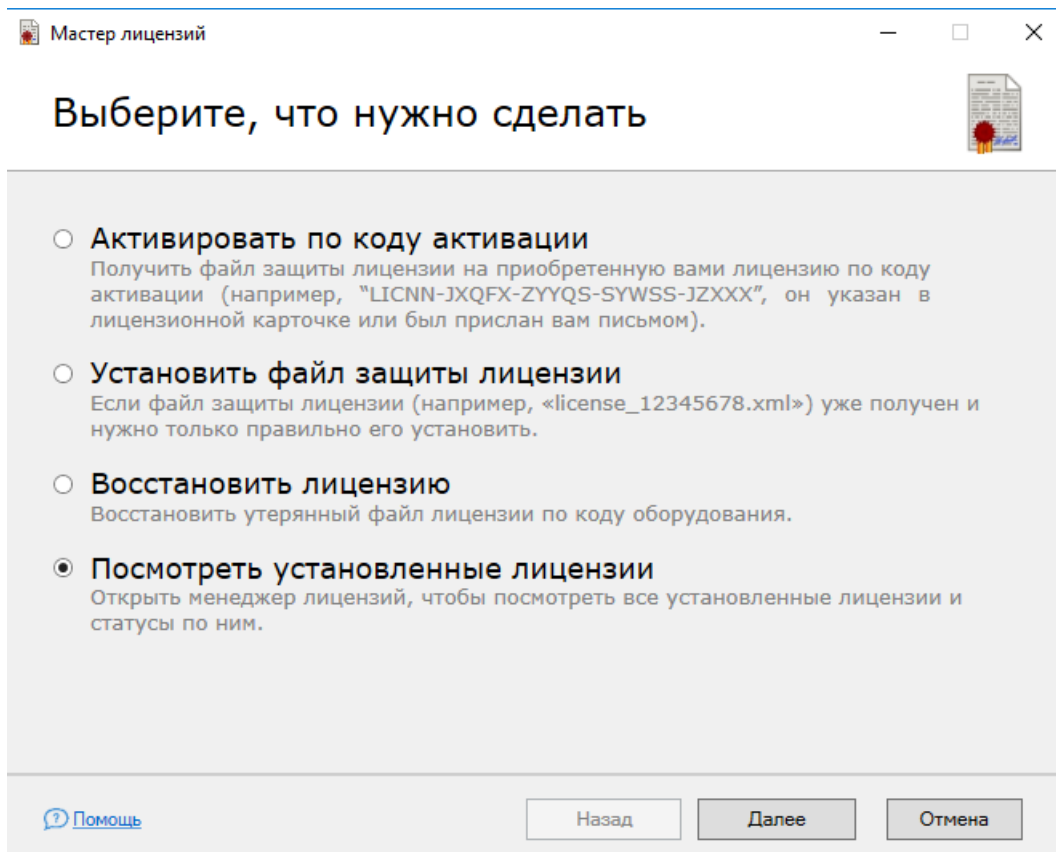 Мастер лицензий
Выберите, что нужно сделать
Активировать по коду активации
Получить файл защиты лицензии на приобретенную вами лицензию по коду
активации (например, “LICNN-JXQFX-ZYYQS-SYWSS-JZXXX”, он указан в
лицензионной карточке или был прислан вам письмом).
Установить файл защиты лицензии
Если файл защиты лицензии (например, «license_12345678.xml») уже получен и
нужно только правильно его установить.
Восстановить лицензию
Восстановить утерянный файл лицензии по коду оборудования.
Посмотреть установленные лицензии
Открыть менеджер лицензий, чтобы посмотреть все установленные лицензии и
статусы по ним.
Помощь
Назад
Далее
Отмена